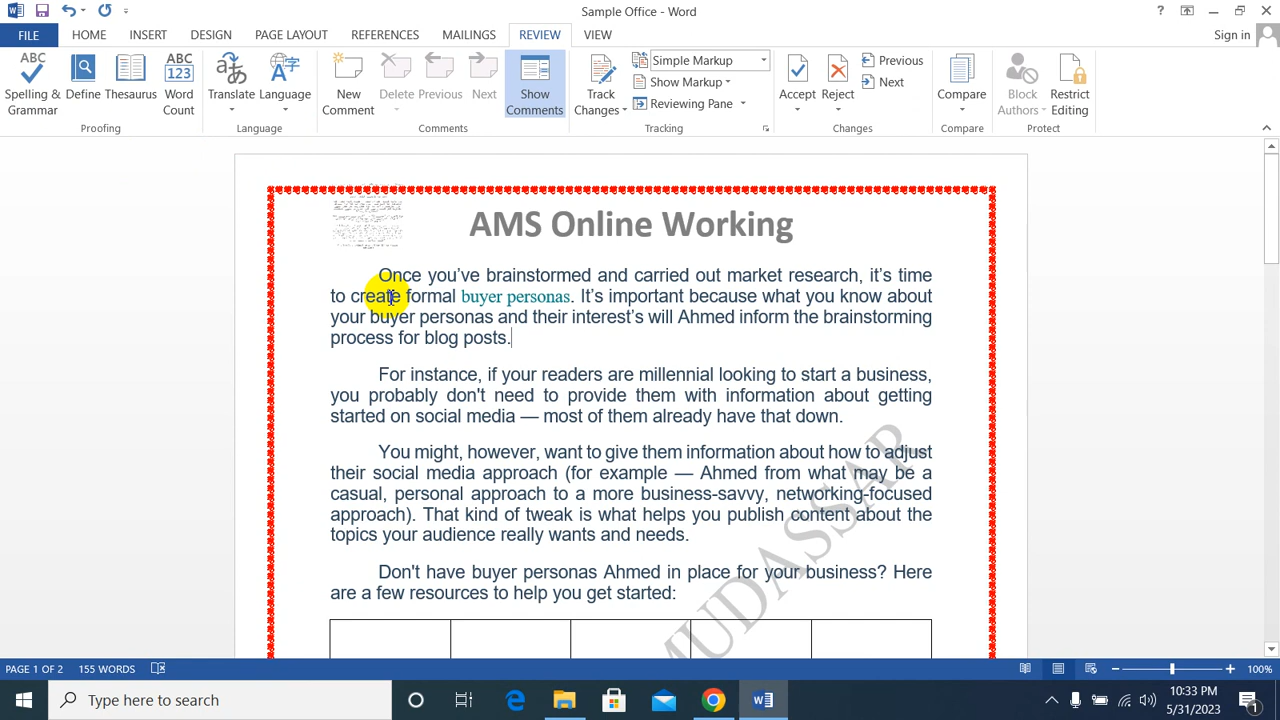 Sample Office - Word
?
FILE
HOME
INSERT
DESIGN
PAGE LAYOUT
REFERENCES
MAILINGS
REVIEW
VIEW
Sign in
ABC
Spelling &
Grammar
Define
Thesaurus
ABC
123
Word
Count
Translate
Language
New
Comment
Delete
Previous
Next
Show
Comments
Track
Changes
Simple Markup
Show Markup
Reviewing Pane
Accept
Reject
Previous
Next
Compare
Block
Authors
Restrict
Editing
Proofing
Language
Comments
Tracking
Changes
Compare
Protect
AMS Online Working
Once you’ve brainstormed and carried out market research, it’s time
to create formal buyer personas. It’s important because what you know about
your buyer personas and their interest’s will Ahmed inform the brainstorming
process for blog posts.
For instance, if your readers are millennial looking to start a business,
you probably don't need to provide them with information about getting
started on social media — most of them already have that down.
You might, however, want to give them information about how to adjust
their social media approach (for example — Ahmed from what may be a
casual, personal approach to a more business-savvy, networking-focused
approach). That kind of tweak is what helps you publish content about the
topics your audience really wants and needs.
Don't have buyer personas Ahmed in place for your business? Here
are a few resources to help you get started:
MUDASSAR
PAGE 1 OF 2
155 WORDS
100%
Type here to search
10:33 PM
5/31/2023
1